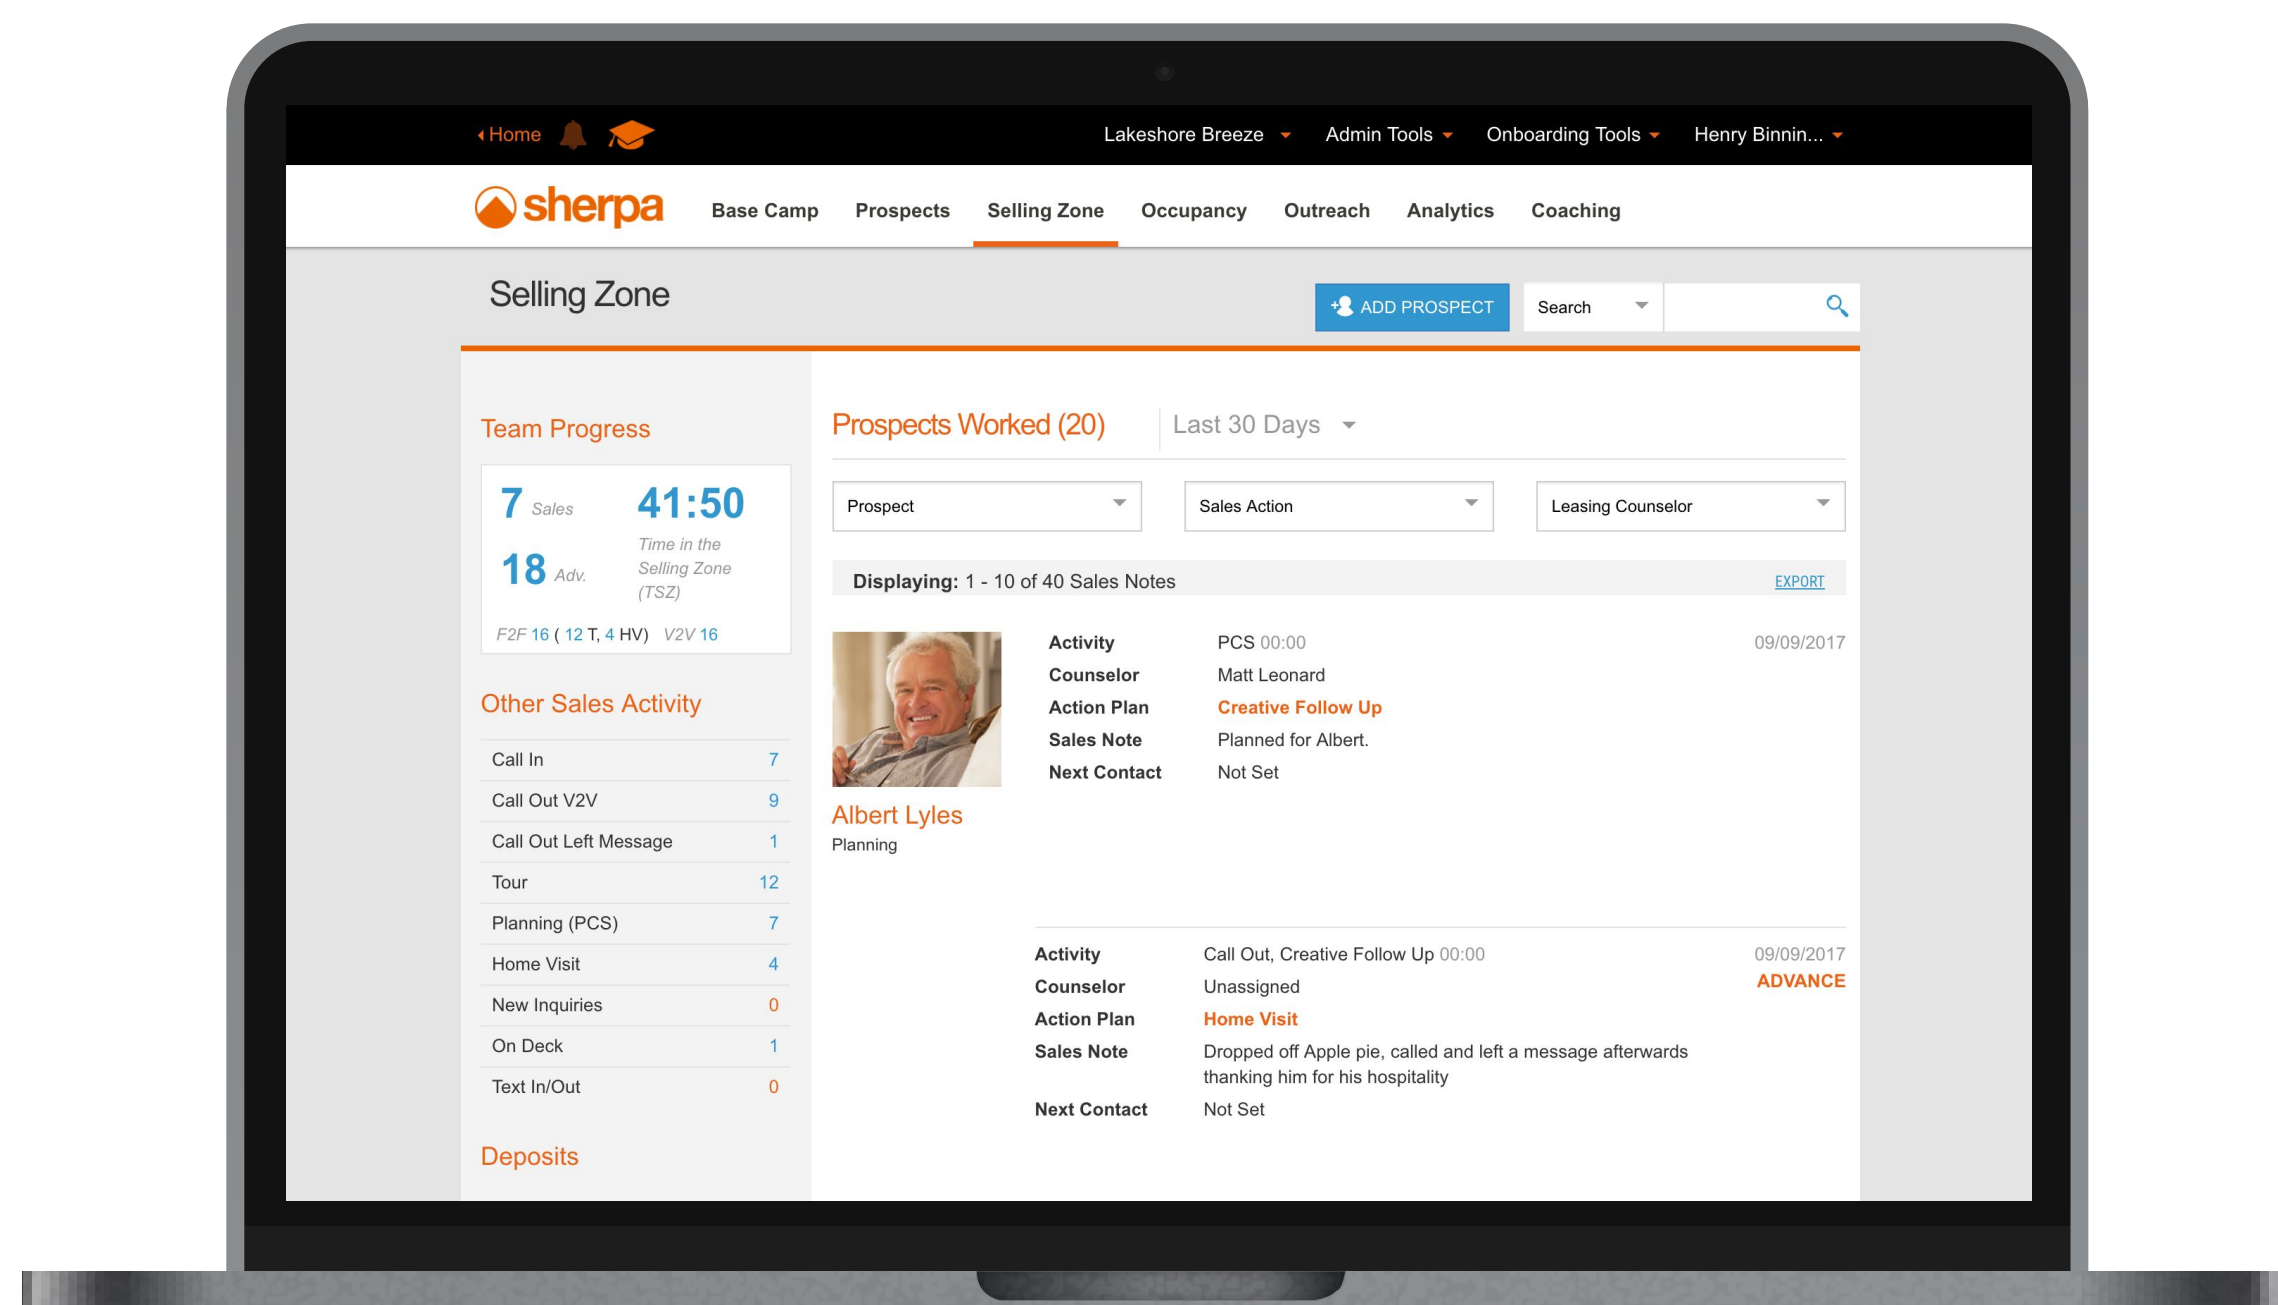 Home
Lakeshore Breeze
Admin Tools
Onboarding Tools
Henry Binnin...
sherpa
Base Camp
Prospects
Selling Zone
Occupancy
Outreach
Analytics
Coaching
Selling Zone
ADD PROSPECT
Search
Team Progress
7 Sales
41:50
Time in the
Selling Zone
(TSZ)
18 Adv.
F2F 16 ( 12 T, 4 HV) V2V 16
Other Sales Activity
Call In 7
Call Out V2V 9
Call Out Left Message 1
Tour 12
Planning (PCS) 7
Home Visit 4
New Inquiries 0
On Deck 1
Text In/Out 0
Deposits
Prospects Worked (20)
Last 30 Days
Prospect
Sales Action
Leasing Counselor
Displaying: 1 - 10 of 40 Sales Notes
EXPORT
Albert Lyles
Planning
Activity PCS 00:00 09/09/2017
Counselor Matt Leonard
Action Plan Creative Follow Up
Sales Note Planned for Albert.
Next Contact Not Set
Activity Call Out, Creative Follow Up 00:00 09/09/2017
ADVANCE
Counselor Unassigned
Action Plan Home Visit
Sales Note Dropped off Apple pie, called and left a message afterwards
thanking him for his hospitality
Next Contact Not Set